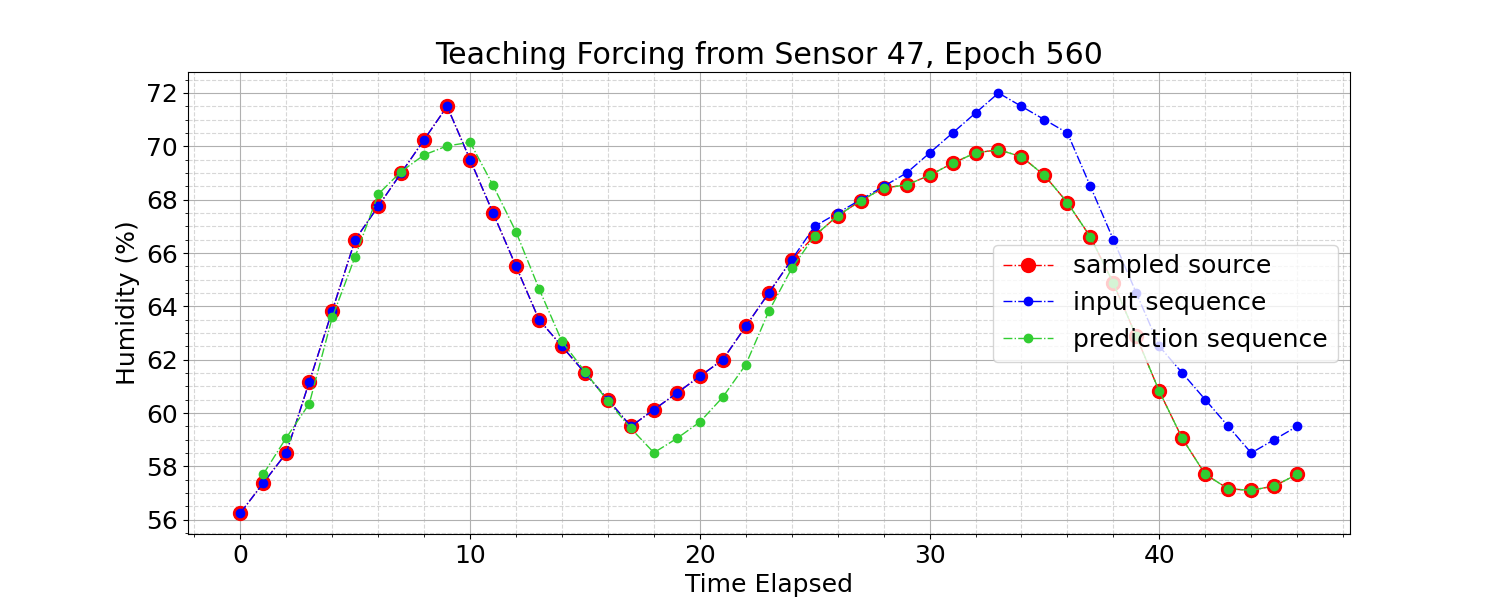 Teaching Forcing from Sensor 47, Epoch 560
Humidity (%)
72
70
68
66
64
62
60
58
56
sampled source
input sequence
prediction sequence
0 10 20 30 40
Time Elapsed